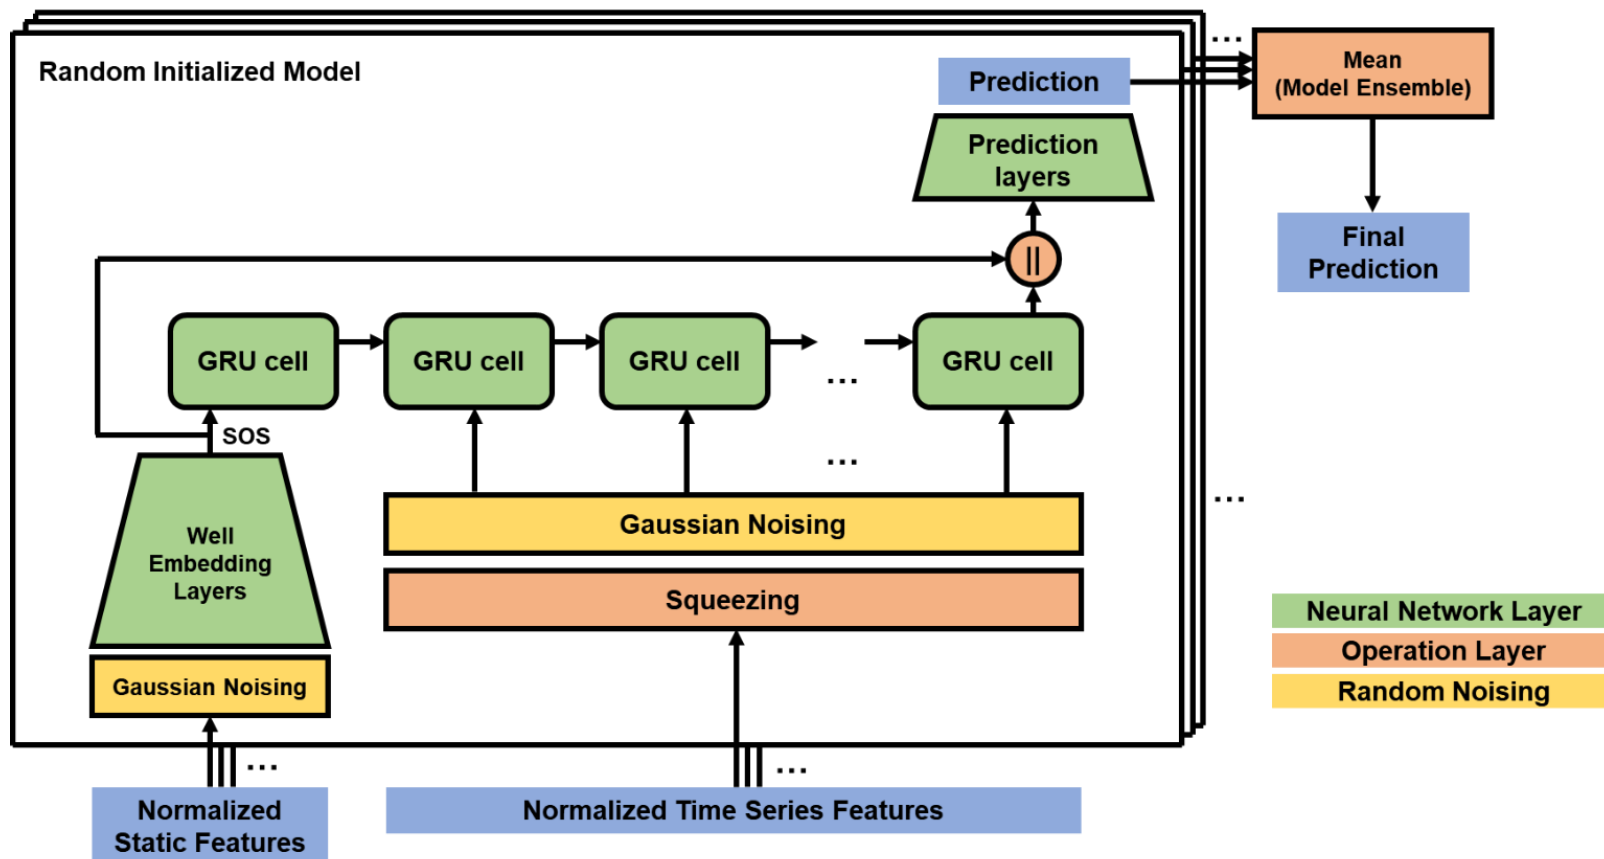 Random Initialized Model
Prediction
...
Mean
(Model Ensemble)
Prediction
layers
Final
Prediction
||
GRU cell
GRU cell
GRU cell
...
GRU cell
SOS
...
Well
Embedding
Layers
Gaussian Noising
...
Squeezing
Gaussian Noising
Neural Network Layer
Operation Layer
Random Noising
...
...
Normalized
Static Features
Normalized Time Series Features